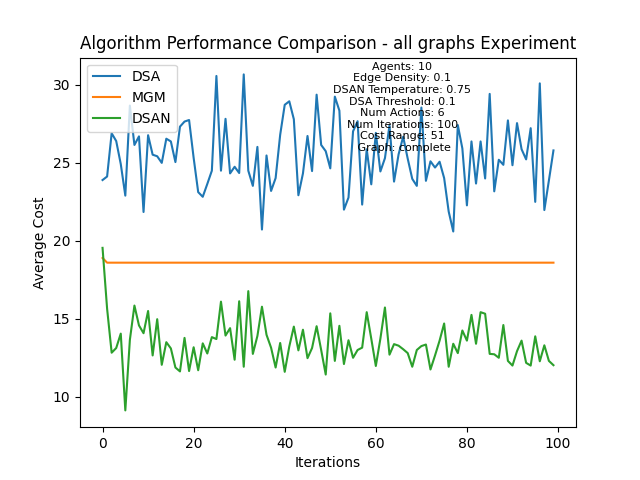 Algorithm Performance Comparison - all graphs Experiment
DSA
MGM
DSAN
Agents: 10
Edge Density: 0.1
DSAN Temperature: 0.75
DSA Threshold: 0.1
Num Actions: 6
Num Iterations: 100
Cost Range: 51
Graph: complete
Average Cost
30
25
20
15
10
0
20
40
60
80
100
Iterations